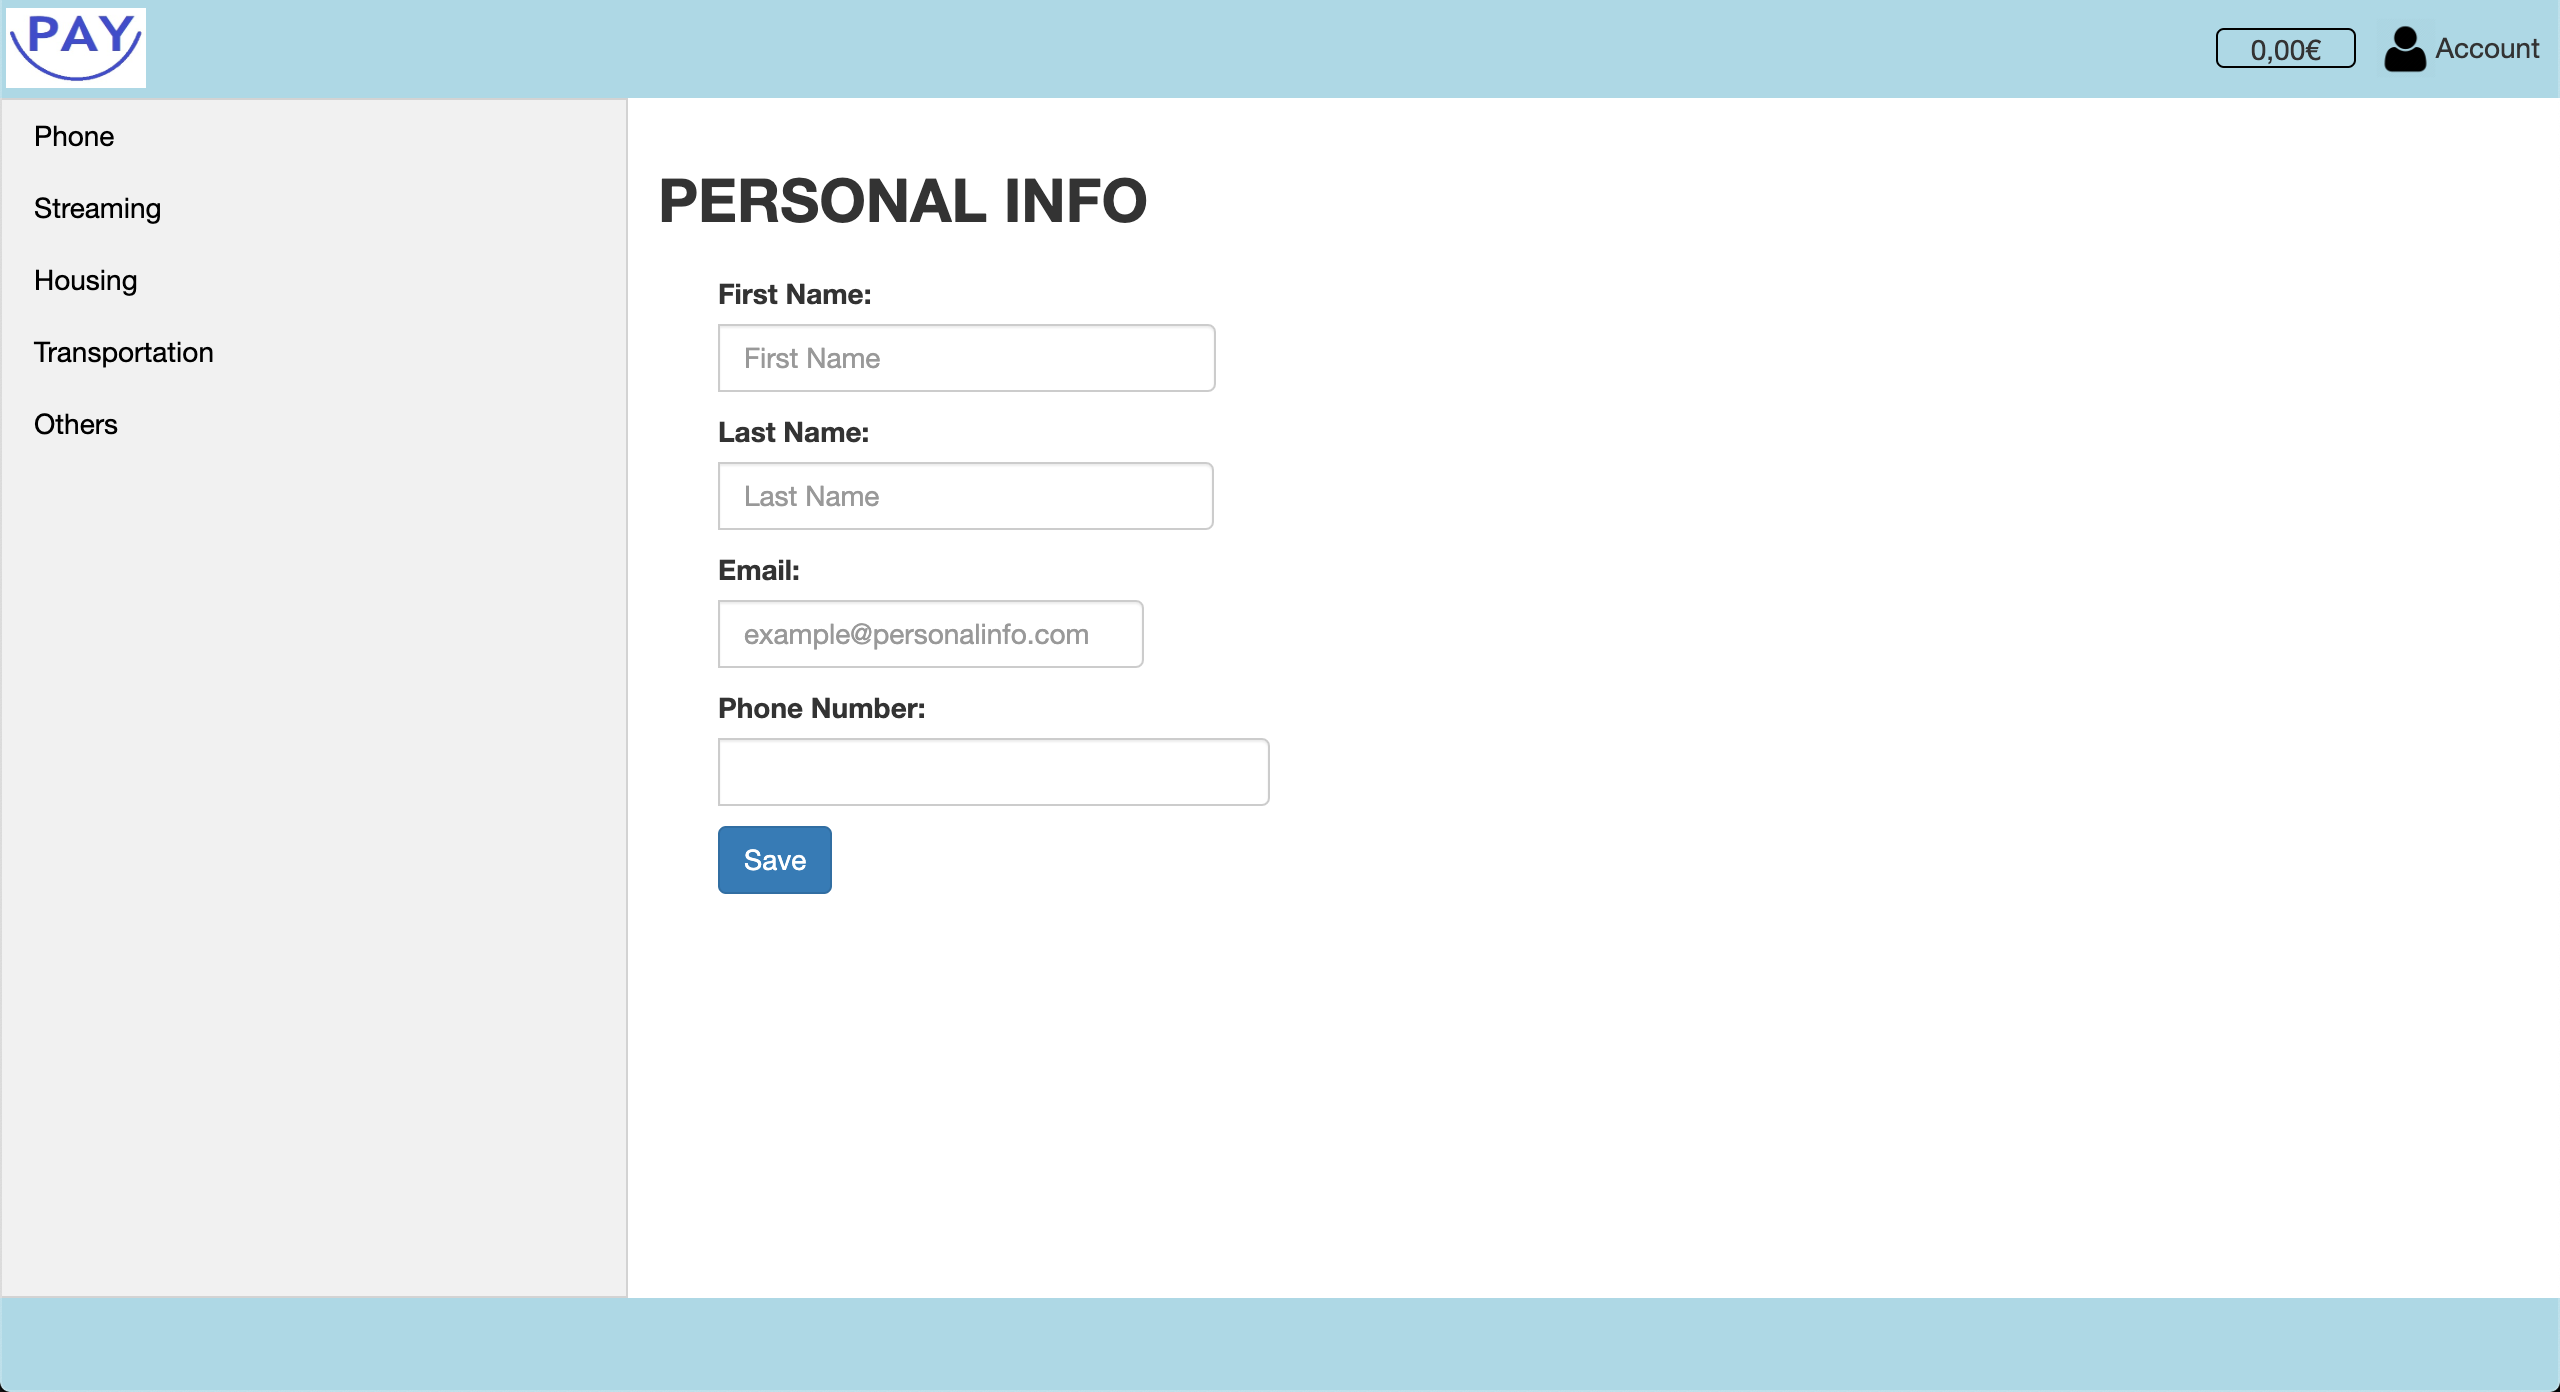 PAY
0,00€
Account
Phone
Streaming
Housing
Transportation
Others
PERSONAL INFO
First Name:
First Name
Last Name:
Last Name
Email:
example@personalinfo.com
Phone Number:
Save